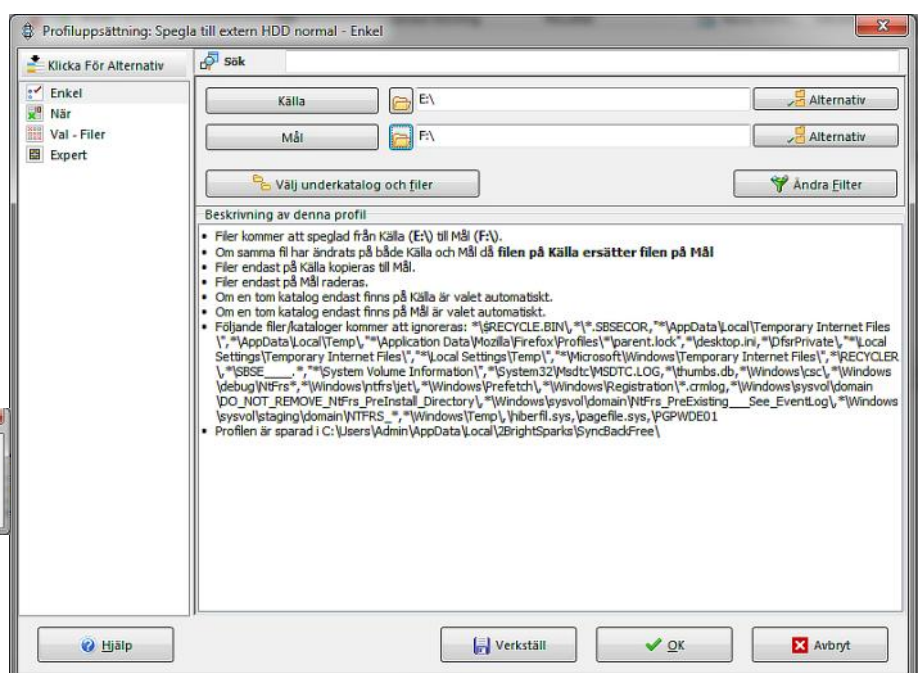 Profiluppsättning: Spegla till extern HDD normal - Enkel
Klicka För Alternativ
Sök
Enkel
När
Val - Filer
Expert
Källa
E:\
Alternativ
Mål
F:\
Alternativ
Välj underkatalog och filer
Ändra Filter
Beskrivning av denna profil
• Filer kommer att speglad från Källa (E:\) till Mål (F:\).
• Om samma fil har ändrats på både Källa och Mål då filen på Källa ersätter filen på Mål
• Filer endast på Källa kopieras till Mål.
• Filer endast på Mål raderas.
• Om en tom katalog endast finns på Källa är valet automatiskt.
• Om en tom katalog endast finns på Mål är valet automatiskt.
• Följande filer/kataloger kommer att ignoreras: *\$RECYCLE.BIN\,*\*.SBSECOR,"*\AppData\Local\Temporary Internet Files
\",*\AppData\Local\Temp\,"*\Application Data\Mozilla\Firefox\Profiles\*\parent.lock",*\desktop.ini,*\DfsrPrivate\,"*\Local
Settings\Temporary Internet Files\","*\Local Settings\Temp\","*\Microsoft\Windows\Temporary Internet Files\",*\RECYCLER
\,*\SBSE____.*,"*\System Volume Information\",*\System32\Msdtc\MSDTC.LOG,*\thumbs.db,*\Windows\csc\,*\Windows
\debug\NtFrs*,*\Windows\ntfrs\jet\,*\Windows\Prefetch\,*\Windows\Registration\*.crmlog,*\Windows\sysvol\domain
\DO_NOT_REMOVE_NtFrs_PreInstall_Directory\,*\Windows\sysvol\domain\NtFrs_PreExisting___See_EventLog\,*\Windows
\sysvol\staging\domain\NTFRS_*,*\Windows\Temp\,\hiberfil.sys,\pagefile.sys,\PGPWDE01
• Profilen är sparad i C:\Users\Admin\AppData\Local\2BrightSparks\SyncBackFree\
Hjälp
Verkställ
OK
Avbryt